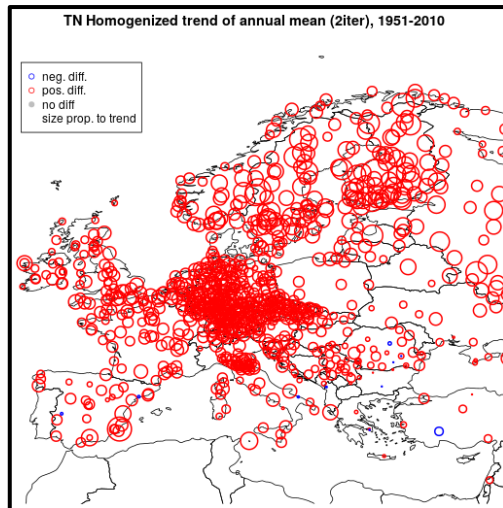 TN Homogenized trend of annual mean (2iter), 1951-2010
neg. diff.
pos. diff.
no diff
size prop. to trend